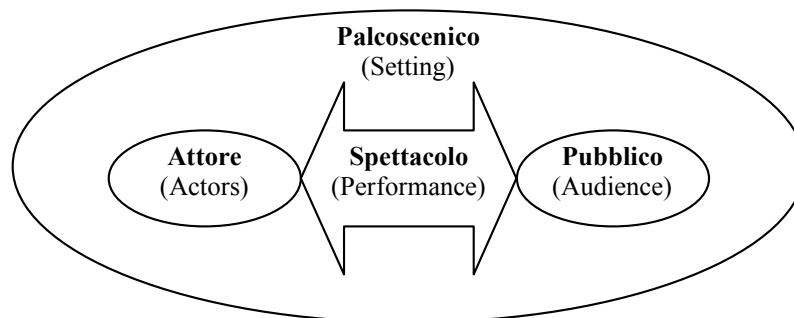 Palcoscenico
(Setting)
Attore
(Actors)
Spettacolo
(Performance)
Pubblico
(Audience)